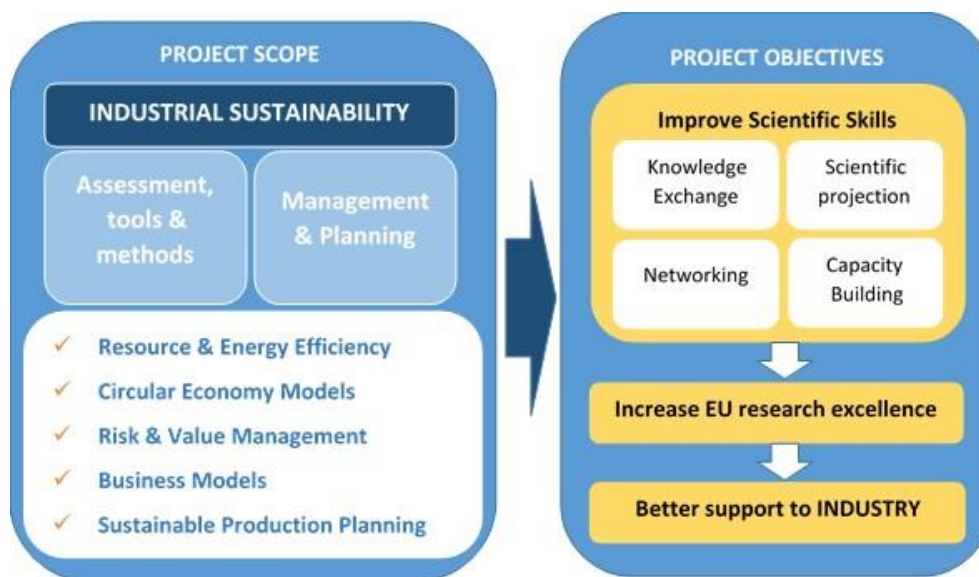 PROJECT SCOPE
INDUSTRIAL SUSTAINABILITY
Assessment,
tools &
methods
Management
& Planning
Resource & Energy Efficiency
Circular Economy Models
Risk & Value Management
Business Models
Sustainable Production Planning
PROJECT OBJECTIVES
Improve Scientific Skills
Knowledge
Exchange
Scientific
projection
Networking
Capacity
Building
Increase EU research excellence
Better support to INDUSTRY